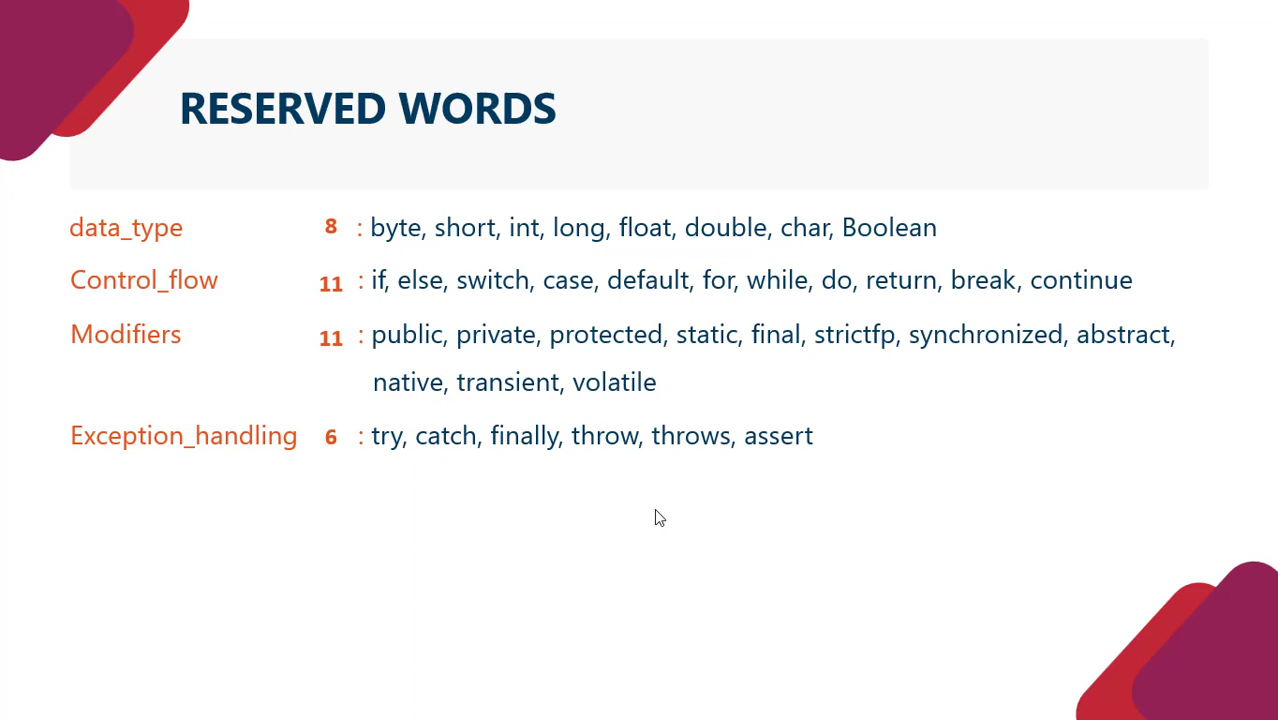 RESERVED WORDS
data_type 8 : byte, short, int, long, float, double, char, Boolean
Control_flow 11 : if, else, switch, case, default, for, while, do, return, break, continue
Modifiers 11 : public, private, protected, static, final, strictfp, synchronized, abstract,
native, transient, volatile
Exception_handling 6 : try, catch, finally, throw, throws, assert